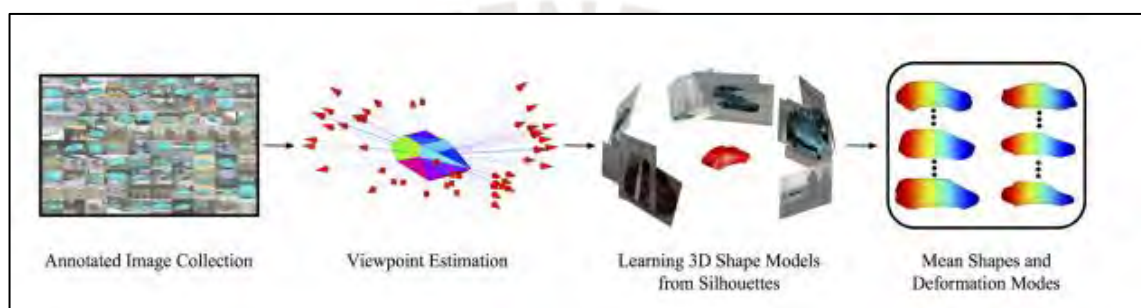 Annotated Image Collection
Viewpoint Estimation
Learning 3D Shape Models
from Silhouettes
Mean Shapes and
Deformation Modes